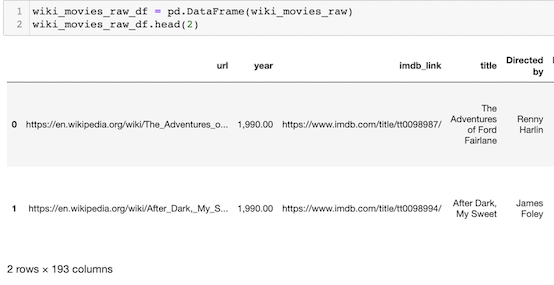 1 wiki_movies_raw_df = pd.DataFrame(wiki_movies_raw)
2 wiki_movies_raw_df.head(2)
url year imdb_link title Directed by
0 https://en.wikipedia.org/wiki/The_Adventures_o... 1,990.00 https://www.imdb.com/title/tt0098987/ The Adventures of Ford Fairlane Renny Harlin
1 https://en.wikipedia.org/wiki/After_Dark,_My_S... 1,990.00 https://www.imdb.com/title/tt0098994/ After Dark, My Sweet James Foley
2 rows × 193 columns